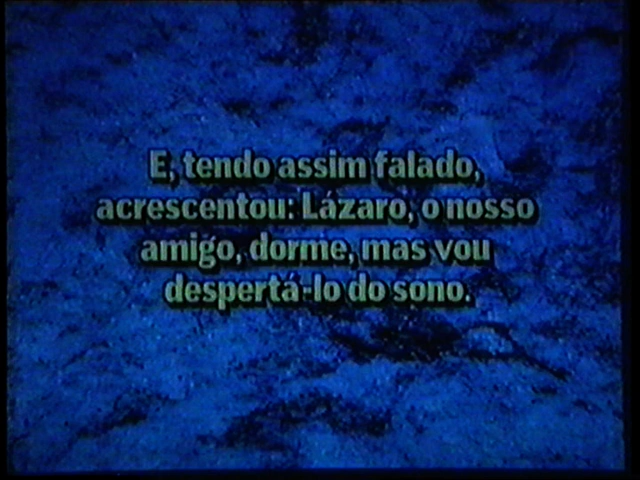 E, tendo assim falado,
acrescentou: Lázaro, o nosso
amigo, dorme, mas vou
despertá-lo do sono.